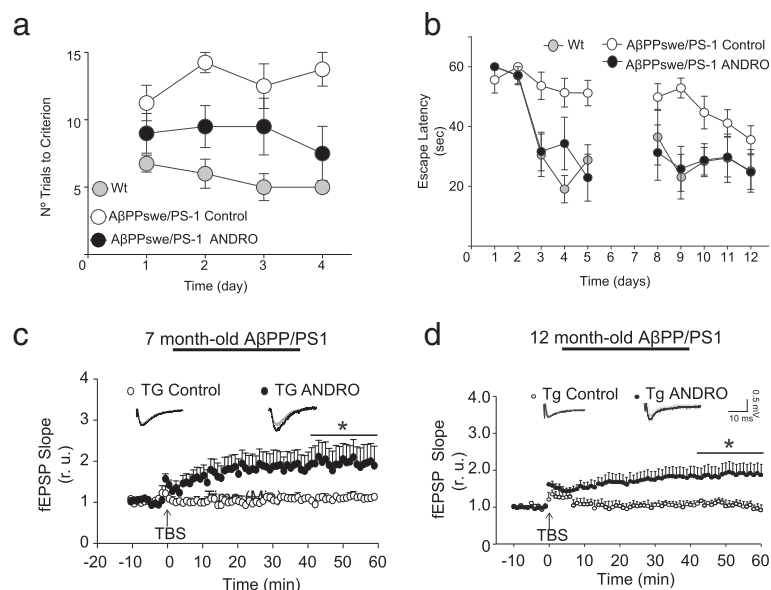 a
Nº Trials to Criterion
15
10
5
0
Wt
AβPPswe/PS-1 Control
AβPPswe/PS-1 ANDRO
1 2 3 4
Time (day)
b
Wt
AβPPswe/PS-1 Control
AβPPswe/PS-1 ANDRO
Escape Latency
(sec)
60
40
20
0
1 2 3 4 5 6 7 8 9 10 11 12
Time (days)
c
7 month-old AβPP/PS1
TG Control TG ANDRO
*
fEPSP Slope
(r. u.)
4
3
2
1
0
TBS
-20 -10 0 10 20 30 40 50 60
Time (min)
d
12 month-old AβPP/PS1
Tg Control Tg ANDRO
0.5 mV
10 ms
*
fEPSP Slope
(r. u.)
4.0
3.0
2.0
1.0
0
TBS
-20 -10 0 10 20 30 40 50 60
Time (min)